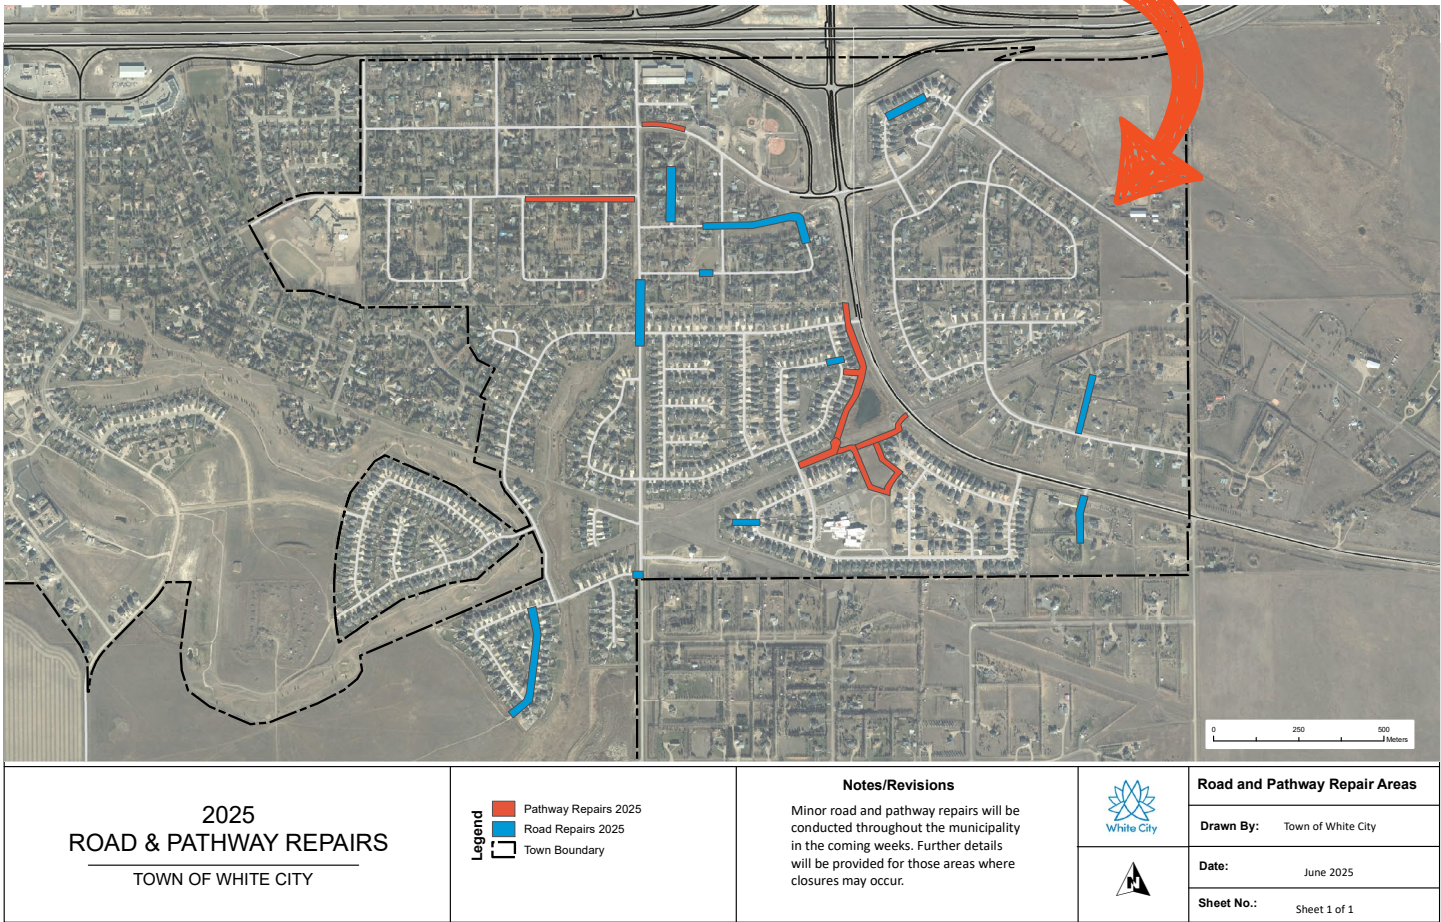 0 250 500
Meters
2025
ROAD & PATHWAY REPAIRS
TOWN OF WHITE CITY
Legend
Pathway Repairs 2025
Road Repairs 2025
Town Boundary
Notes/Revisions
Minor road and pathway repairs will be
conducted throughout the municipality
in the coming weeks. Further details
will be provided for those areas where
closures may occur.
White City
N
Road and Pathway Repair Areas
Drawn By: Town of White City
Date: June 2025
Sheet No.: Sheet 1 of 1